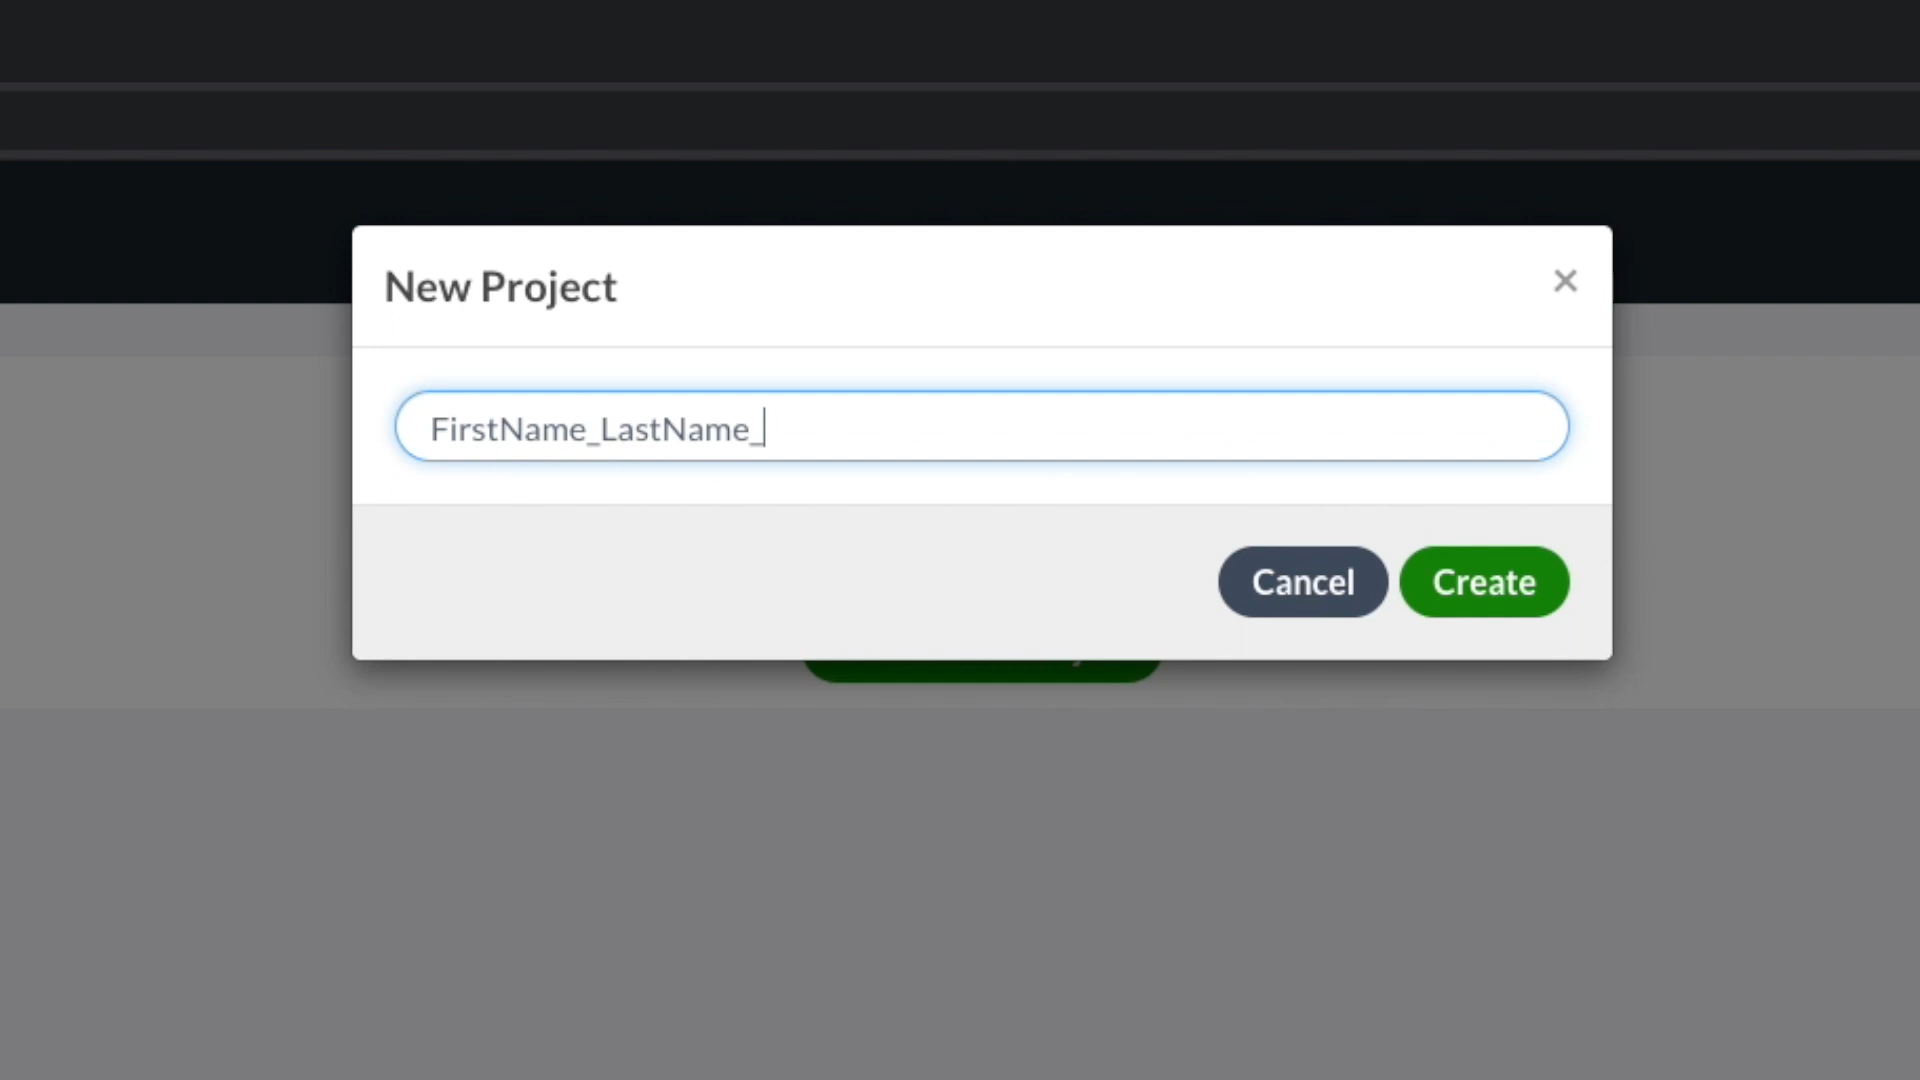 New Project
×
FirstName_LastName_
Cancel
Create